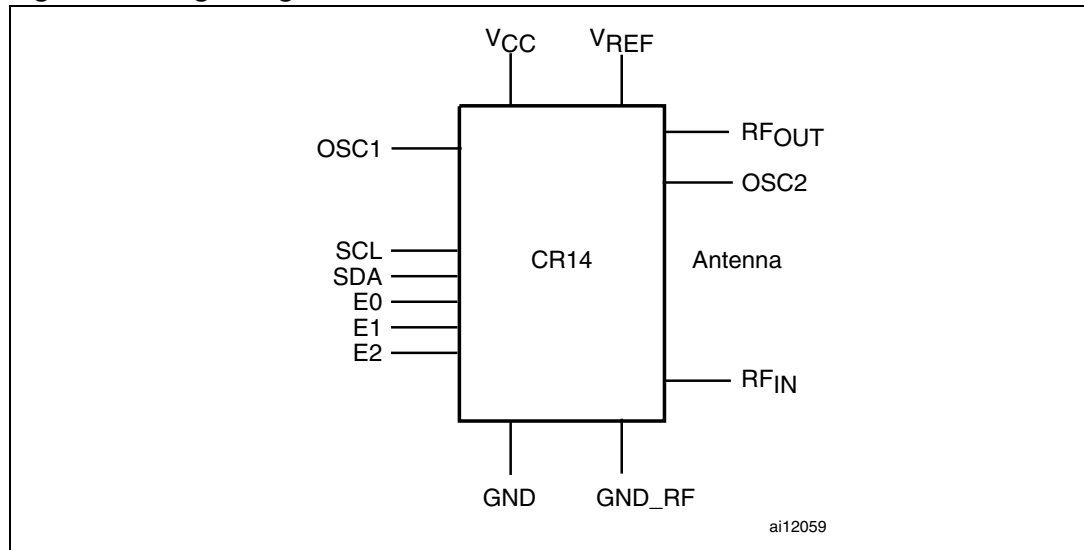 VCC VREF
OSC1
RFOUT
OSC2
SCL
SDA
E0
E1
E2
CR14
Antenna
RFIN
GND GND_RF
ai12059